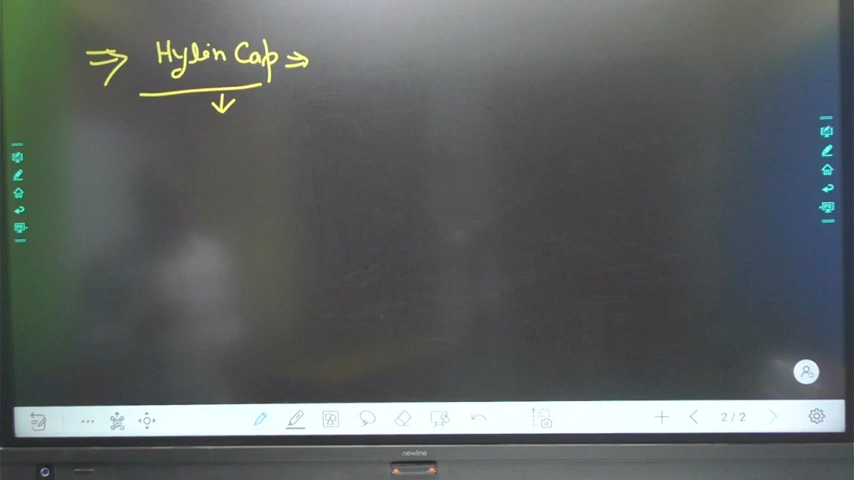 ⇒ Hylin Cap ⇒
↓
2/2
newline